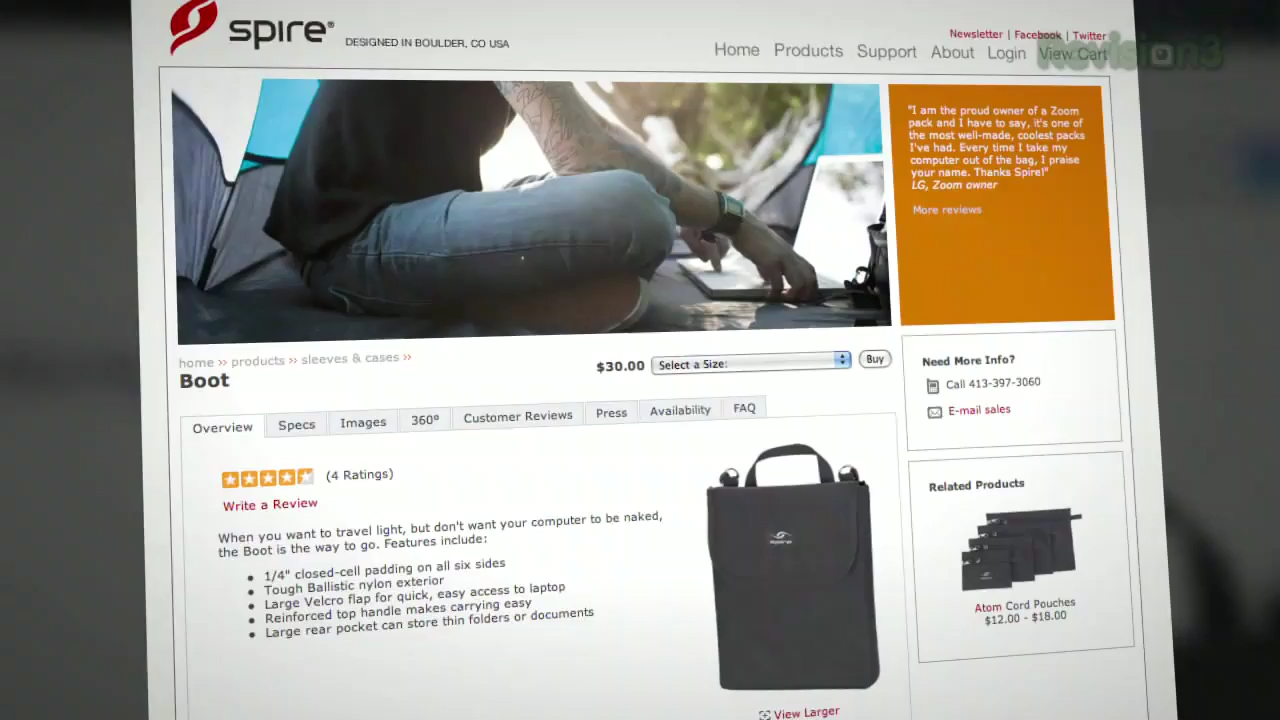 spire®
DESIGNED IN BOULDER, CO USA
Newsletter | Facebook | Twitter
Home Products Support About Login View Cart
Revision3
"I am the proud owner of a Zoom
pack and I have to say, it's one of
the most well-made, coolest packs
I've had. Every time I take my
computer out of the bag, I praise
your name. Thanks Spire!"
LG, Zoom owner
More reviews
home ›› products ›› sleeves & cases ››
Boot
$30.00 Select a Size: Buy
Need More Info?
Call 413-397-3060
E-mail sales
Overview Specs Images 360º Customer Reviews Press Availability FAQ
(4 Ratings)
Write a Review
When you want to travel light, but don't want your computer to be naked,
the Boot is the way to go. Features include:
• 1/4" closed-cell padding on all six sides
• Tough Ballistic nylon exterior
• Large Velcro flap for quick, easy access to laptop
• Reinforced top handle makes carrying easy
• Large rear pocket can store thin folders or documents
spire
View Larger
Related Products
Atom Cord Pouches
$12.00 - $18.00